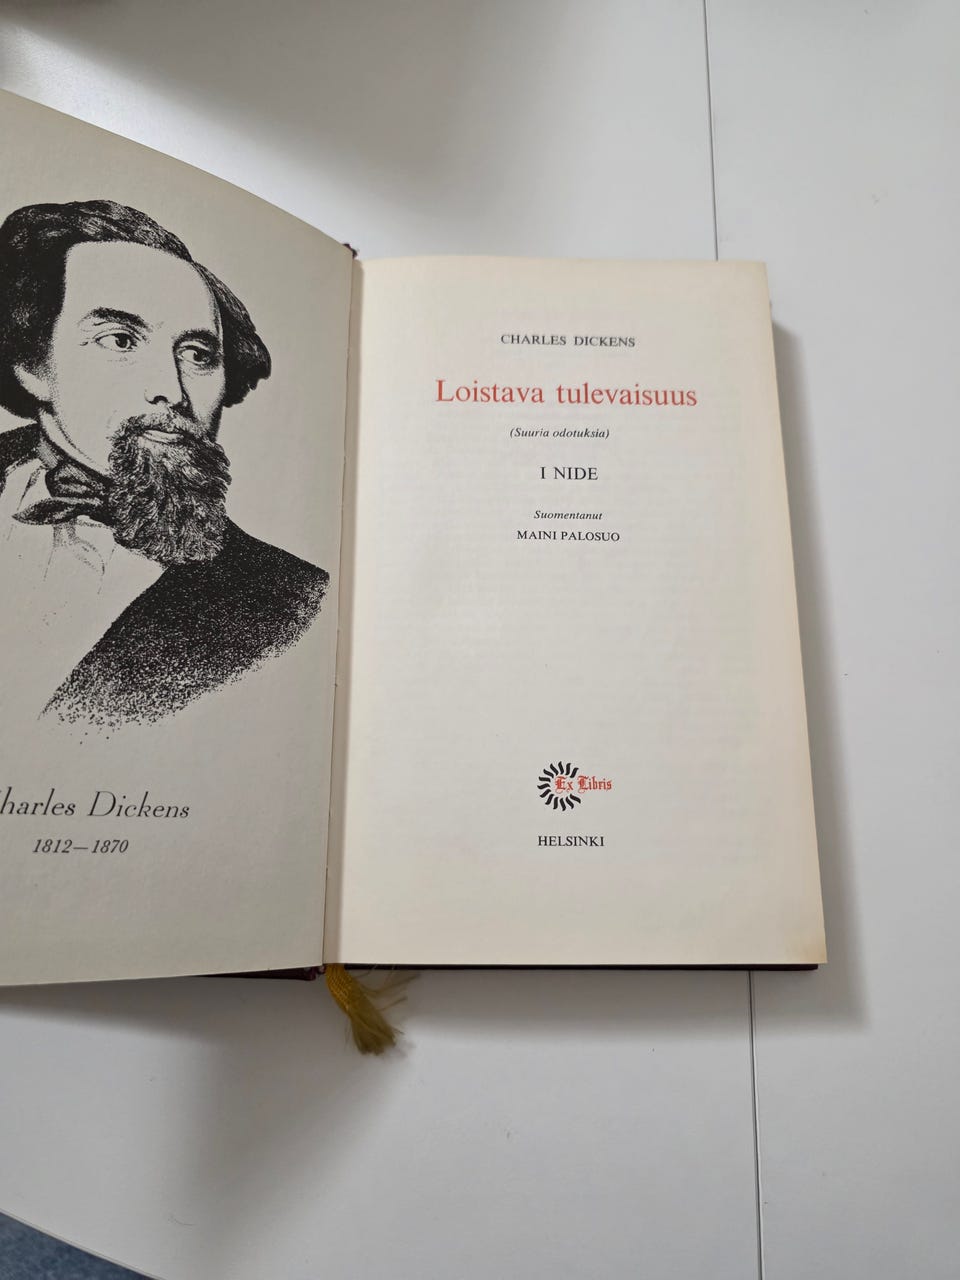 harles Dickens
1812—1870
CHARLES DICKENS
Loistava tulevaisuus
(Suuria odotuksia)
I NIDE
Suomentanut
MAINI PALOSUO
Ex Libris
HELSINKI